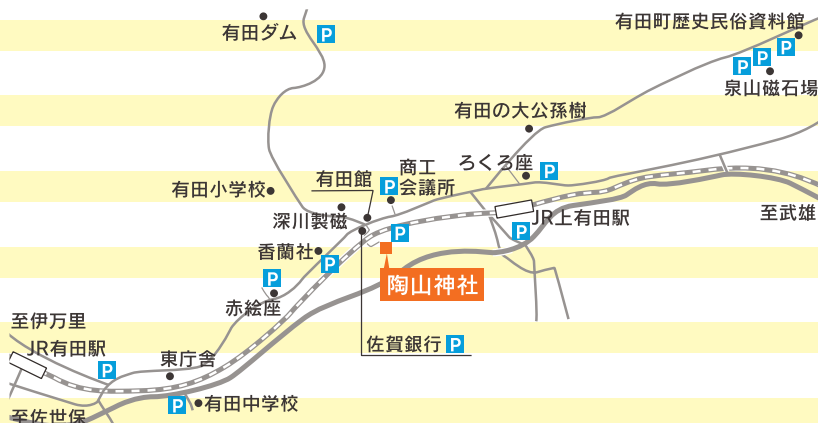 有田町歴史民俗資料館
有田ダム
P
P
P
P
泉山磁石場
有田の大公孫樹
ろくろ座
P
商工
会議所
P
有田館
有田小学校
深川製磁
JR上有田駅
P
至武雄
P
香蘭社
P
P
陶山神社
赤絵座
至伊万里
JR有田駅
佐賀銀行 P
東庁舎
P
P
有田中学校
至佐世保